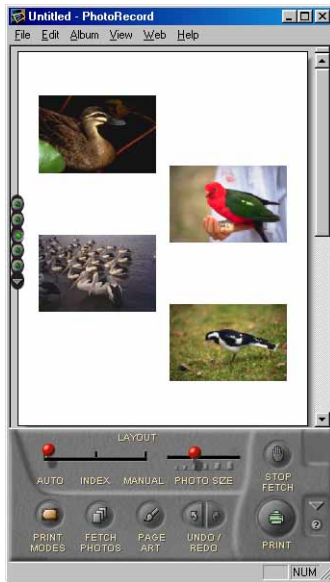 Untitled - PhotoRecord
File Edit Album View Web Help
LAYOUT
AUTO INDEX MANUAL PHOTO SIZE
STOP FETCH
PRINT MODES
FETCH PHOTOS
PAGE ART
UNDO / REDO
PRINT
?
NUM